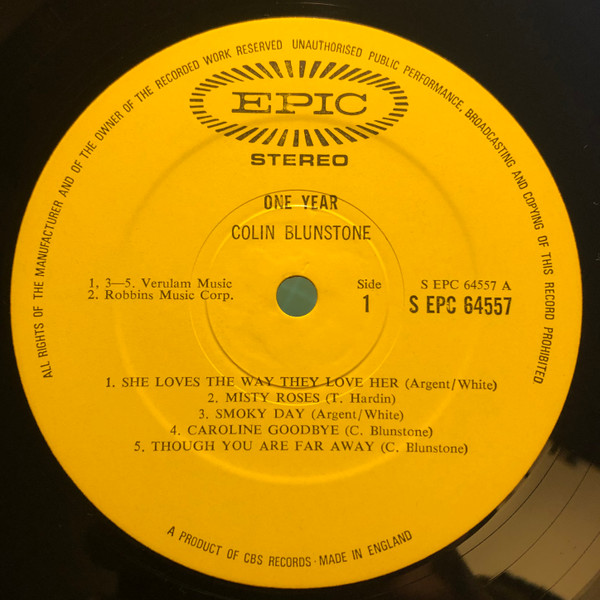 ALL RIGHTS OF THE MANUFACTURER AND OF THE OWNER OF THE RECORDED WORK RESERVED UNAUTHORISED PUBLIC PERFORMANCE, BROADCASTING AND COPYING OF THIS RECORD PROHIBITED
EPIC
STEREO
ONE YEAR
COLIN BLUNSTONE
1, 3—5. Verulam Music
2. Robbins Music Corp.
Side
1
S EPC 64557 A
S EPC 64557
1. SHE LOVES THE WAY THEY LOVE HER (Argent/White)
2. MISTY ROSES (T. Hardin)
3. SMOKY DAY (Argent/White)
4. CAROLINE GOODBYE (C. Blunstone)
5. THOUGH YOU ARE FAR AWAY (C. Blunstone)
A PRODUCT OF CBS RECORDS · MADE IN ENGLAND